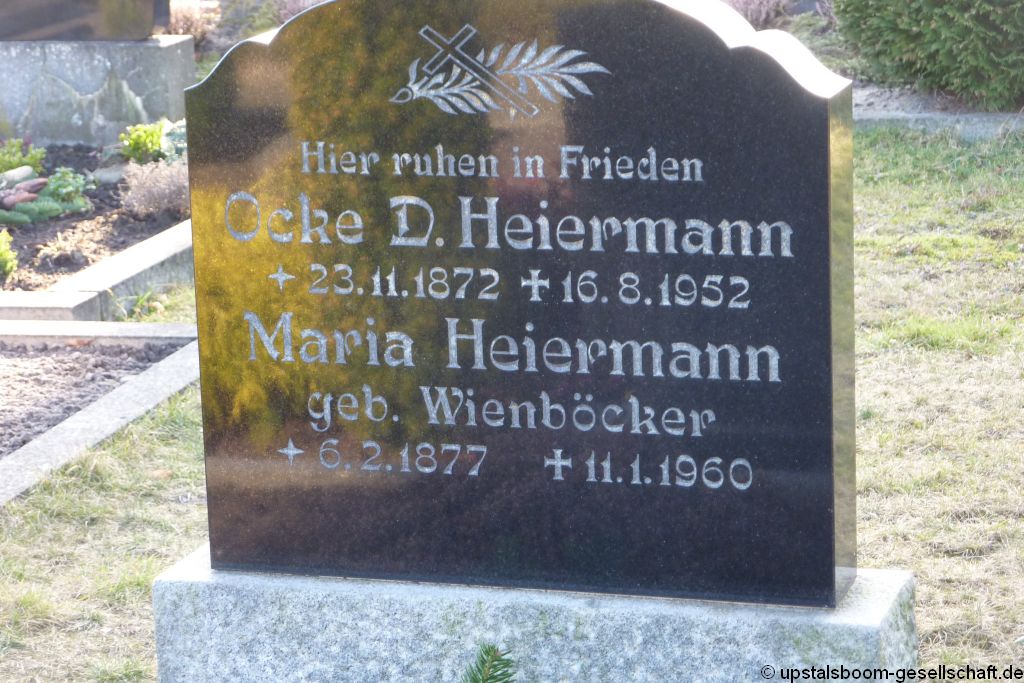 Hier ruhen in Frieden
Ocke D. Heiermann
23.11.1872 ✝ 16.8.1952
Maria Heiermann
geb. Wienböcker
6.2.1877 ✝ 11.1.1960
© upstalsboom-gesellschaft.de